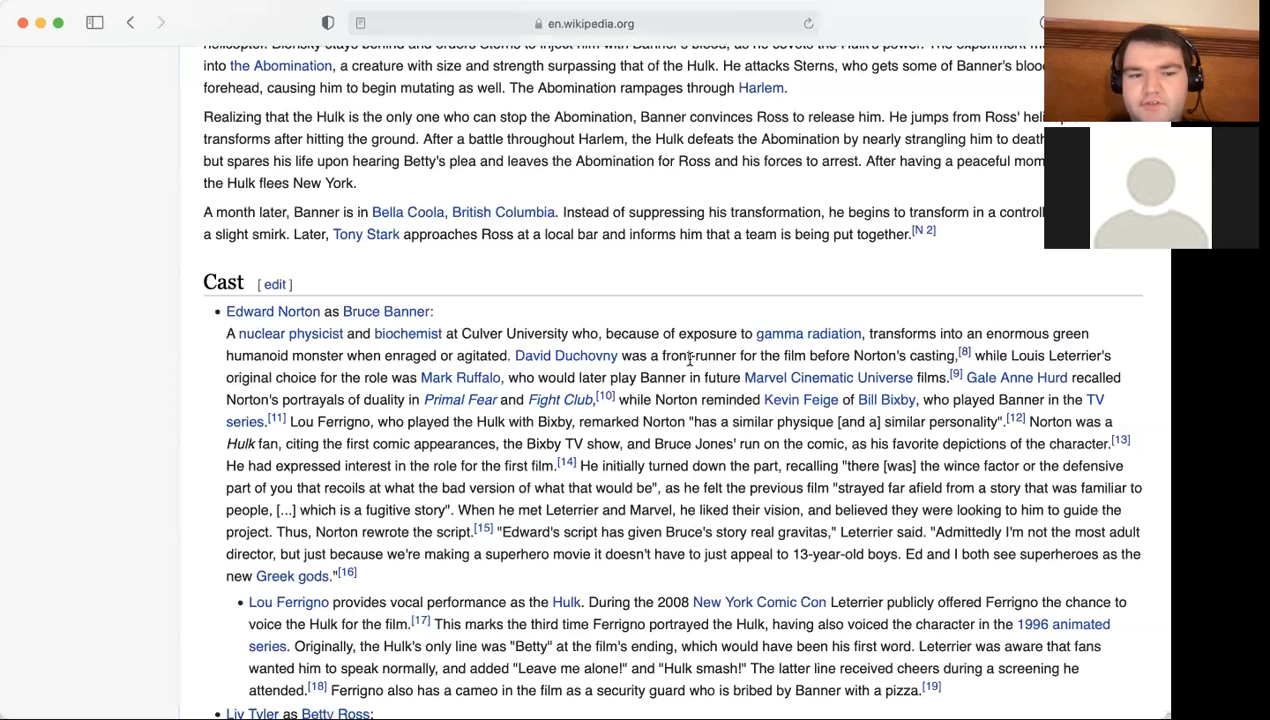 en.wikipedia.org
helicopter. Blonsky stays behind and orders Sterns to inject him with Banner's blood, as he covets the Hulk's power. The experiment
into the Abomination, a creature with size and strength surpassing that of the Hulk. He attacks Sterns, who gets some of Banner's blood
forehead, causing him to begin mutating as well. The Abomination rampages through Harlem.
Realizing that the Hulk is the only one who can stop the Abomination, Banner convinces Ross to release him. He jumps from Ross'
transforms after hitting the ground. After a battle throughout Harlem, the Hulk defeats the Abomination by nearly strangling him to death
but spares his life upon hearing Betty's plea and leaves the Abomination for Ross and his forces to arrest. After having a peaceful
the Hulk flees New York.
A month later, Banner is in Bella Coola, British Columbia. Instead of suppressing his transformation, he begins to transform in a
a slight smirk. Later, Tony Stark approaches Ross at a local bar and informs him that a team is being put together.[N 2]
Cast [ edit ]
• Edward Norton as Bruce Banner:
A nuclear physicist and biochemist at Culver University who, because of exposure to gamma radiation, transforms into an enormous green
humanoid monster when enraged or agitated. David Duchovny was a front-runner for the film before Norton's casting,[8] while Louis Leterrier's
original choice for the role was Mark Ruffalo, who would later play Banner in future Marvel Cinematic Universe films.[9] Gale Anne Hurd recalled
Norton's portrayals of duality in Primal Fear and Fight Club,[10] while Norton reminded Kevin Feige of Bill Bixby, who played Banner in the TV
series.[11] Lou Ferrigno, who played the Hulk with Bixby, remarked Norton "has a similar physique [and a] similar personality".[12] Norton was a
Hulk fan, citing the first comic appearances, the Bixby TV show, and Bruce Jones' run on the comic, as his favorite depictions of the character.[13]
He had expressed interest in the role for the first film.[14] He initially turned down the part, recalling "there [was] the wince factor or the defensive
part of you that recoils at what the bad version of what that would be", as he felt the previous film "strayed far afield from a story that was familiar to
people, [...] which is a fugitive story". When he met Leterrier and Marvel, he liked their vision, and believed they were looking to him to guide the
project. Thus, Norton rewrote the script.[15] "Edward's script has given Bruce's story real gravitas," Leterrier said. "Admittedly I'm not the most adult
director, but just because we're making a superhero movie it doesn't have to just appeal to 13-year-old boys. Ed and I both see superheroes as the
new Greek gods."[16]
• Lou Ferrigno provides vocal performance as the Hulk. During the 2008 New York Comic Con Leterrier publicly offered Ferrigno the chance to
voice the Hulk for the film.[17] This marks the third time Ferrigno portrayed the Hulk, having also voiced the character in the 1996 animated
series. Originally, the Hulk's only line was "Betty" at the film's ending, which would have been his first word. Leterrier was aware that fans
wanted him to speak normally, and added "Leave me alone!" and "Hulk smash!" The latter line received cheers during a screening he
attended.[18] Ferrigno also has a cameo in the film as a security guard who is bribed by Banner with a pizza.[19]
• Liv Tyler as Betty Ross: